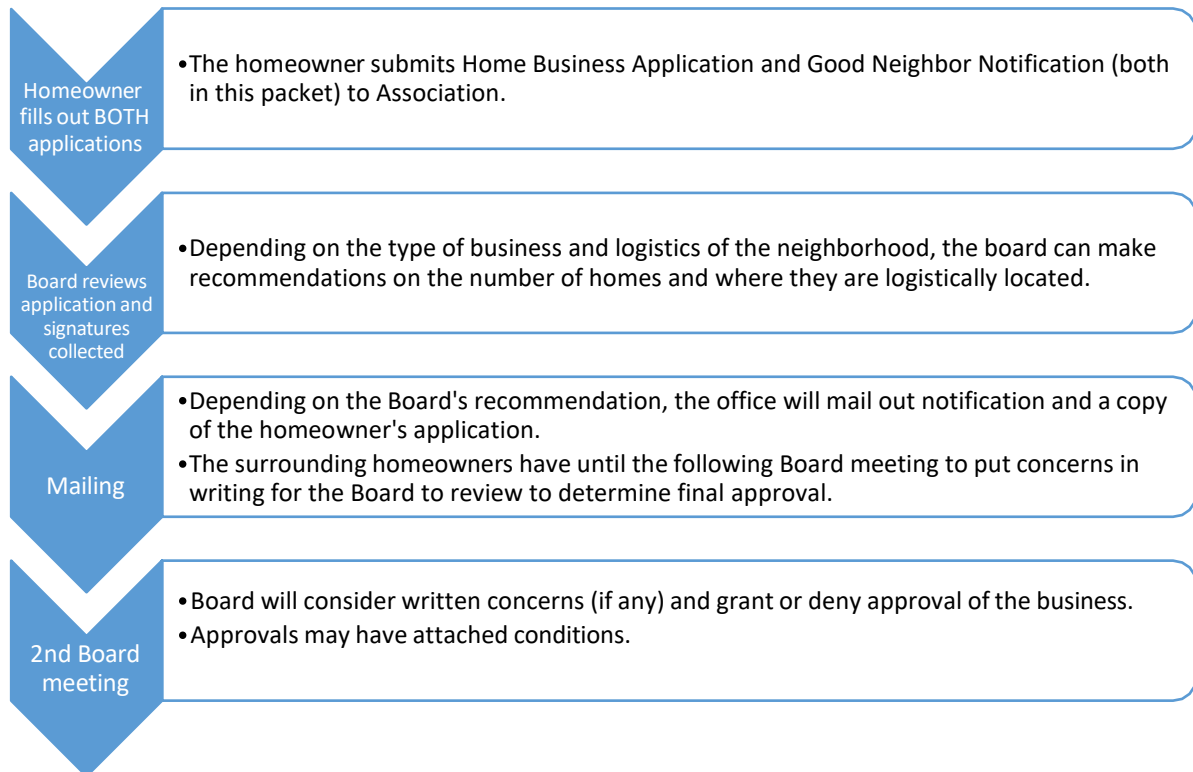 Homeowner
fills out BOTH
applications
•The homeowner submits Home Business Application and Good Neighbor Notification (both
in this packet) to Association.
Board reviews
application and
signatures
collected
•Depending on the type of business and logistics of the neighborhood, the board can make
recommendations on the number of homes and where they are logistically located.
Mailing
•Depending on the Board's recommendation, the office will mail out notification and a copy
of the homeowner's application.
•The surrounding homeowners have until the following Board meeting to put concerns in
writing for the Board to review to determine final approval.
2nd Board
meeting
•Board will consider written concerns (if any) and grant or deny approval of the business.
•Approvals may have attached conditions.